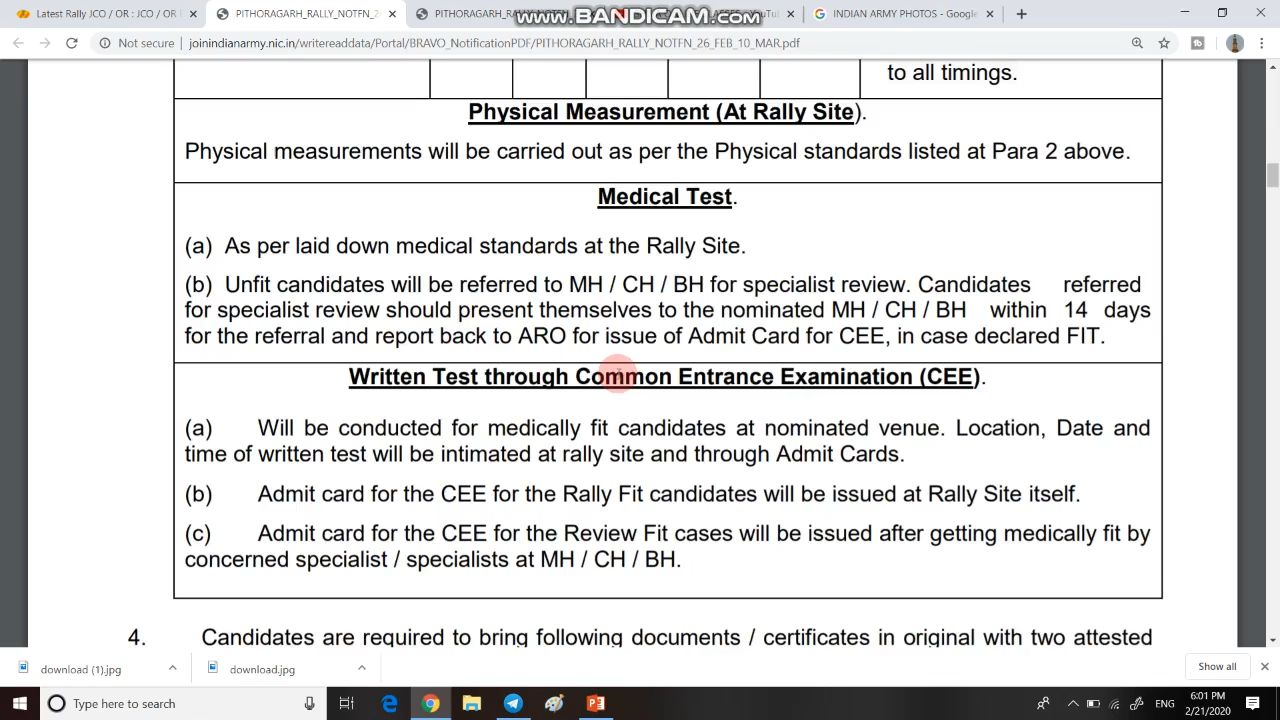 Latest Rally JCO / OR : JCO / OR
PITHORAGARH_RALLY_NOTFN_2
PITHORAGARH_RALLY_NOTFN
www.BANDICAM.com
INDIAN ARMY PHOTOS - Google
Not secure
joinindianarmy.nic.in/writereaddata/Portal/BRAVO_NotificationPDF/PITHORAGARH_RALLY_NOTFN_26_FEB_10_MAR.pdf
to all timings.
Physical Measurement (At Rally Site).
Physical measurements will be carried out as per the Physical standards listed at Para 2 above.
Medical Test.
(a) As per laid down medical standards at the Rally Site.
(b) Unfit candidates will be referred to MH / CH / BH for specialist review. Candidates referred
for specialist review should present themselves to the nominated MH / CH / BH within 14 days
for the referral and report back to ARO for issue of Admit Card for CEE, in case declared FIT.
Written Test through Common Entrance Examination (CEE).
(a) Will be conducted for medically fit candidates at nominated venue. Location, Date and
time of written test will be intimated at rally site and through Admit Cards.
(b) Admit card for the CEE for the Rally Fit candidates will be issued at Rally Site itself.
(c) Admit card for the CEE for the Review Fit cases will be issued after getting medically fit by
concerned specialist / specialists at MH / CH / BH.
4. Candidates are required to bring following documents / certificates in original with two attested
download (1).jpg
download.jpg
Show all
Type here to search
ENG
6:01 PM
2/21/2020